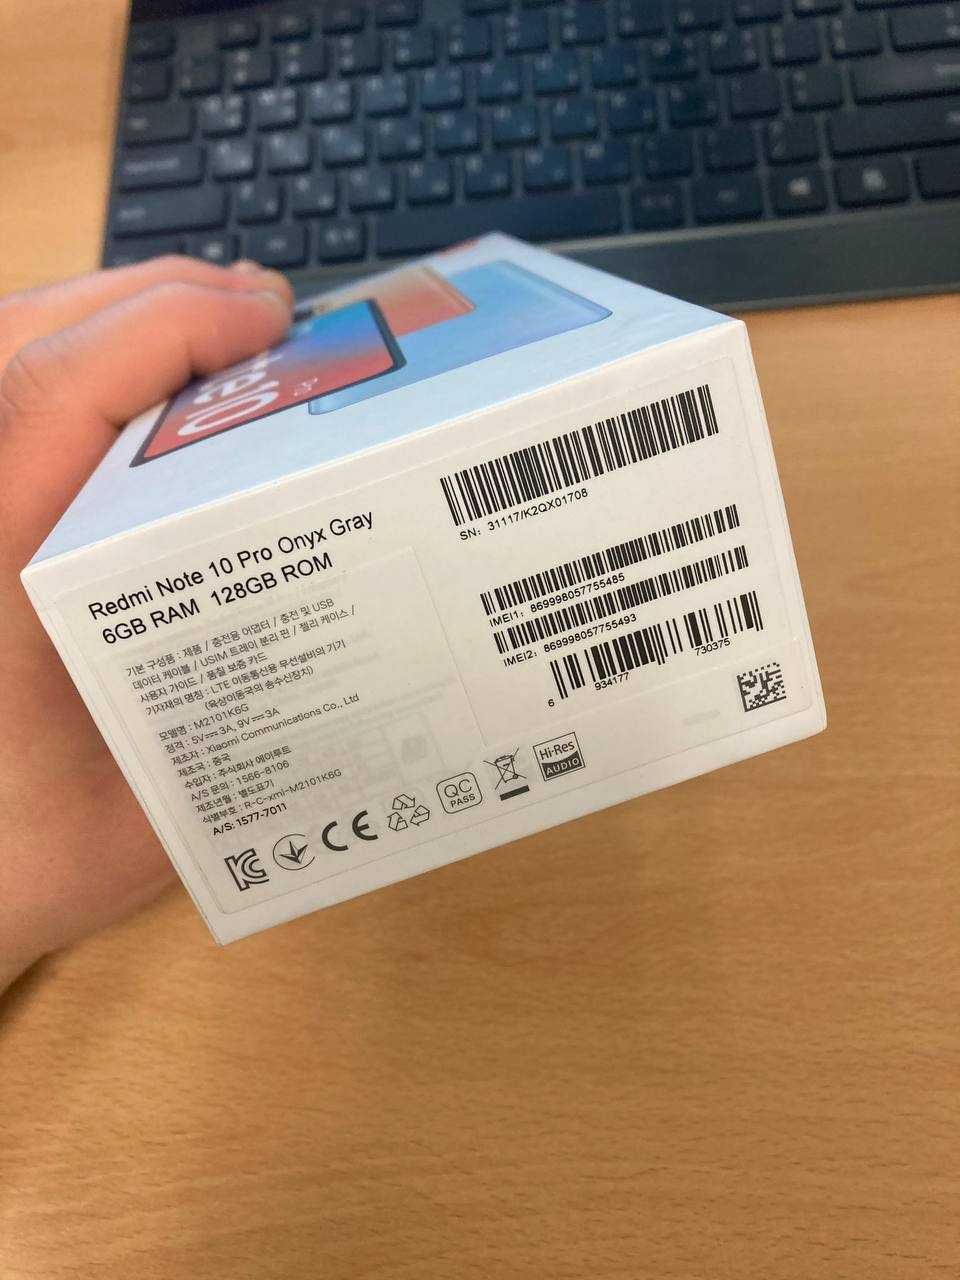 Redmi Note 10 Pro Onyx Gray
6GB RAM 128GB ROM
기본 구성품 : 제품 / 충전용 어댑터 / 충전 및 USB
데이터 케이블 / USIM 트레이 분리 핀 / 젤리 케이스 /
사용자 가이드 / 품질 보증 카드
기자재의 명칭 : LTE 이동통신용 무선설비의 기기
(육상이동국의 송수신장치)
모델명 : M2101K6G
정격 : 5V⎓3A, 9V⎓3A
제조자 : Xiaomi Communications Co., Ltd
제조국 : 중국
수입자 : 주식회사 에이루트
A/S 문의 : 1566-8106
제조년월 : 별도표기
식별부호 : R-C-xmi-M2101K6G
A/S: 1577-7011
SN: 31117/K2QX01708
IMEI1: 869998057755485
IMEI2: 869998057755493
6 934177 730375
CE
QC
PASS
Hi-Res
AUDIO